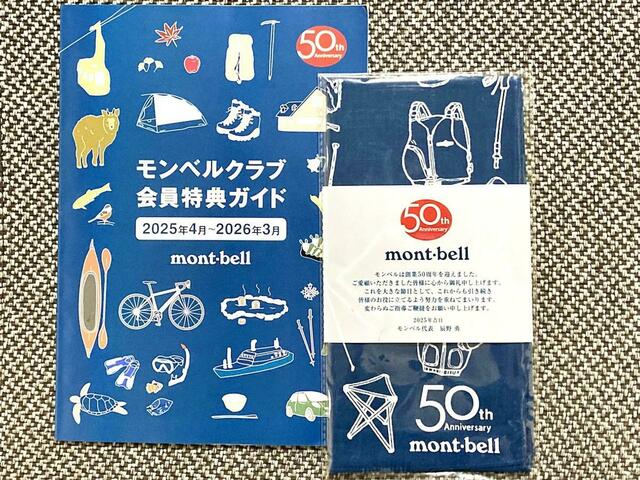 50th
Anniversary
モンベルクラブ
会員特典ガイド
2025年4月~2026年3月
mont-bell
50th
Anniversary
mont-bell
モンベルは創業50周年を迎えました。
ご愛顧いただきました皆様に心から御礼申し上げます。
これを大きな節目として、これからも引き続き
皆様のお役に立てるよう努力を重ねてまいります。
変わらぬご指導ご鞭撻をお願い申し上げます。
2025年吉日
モンベル代表 辰野 勇
50th
Anniversary
mont-bell